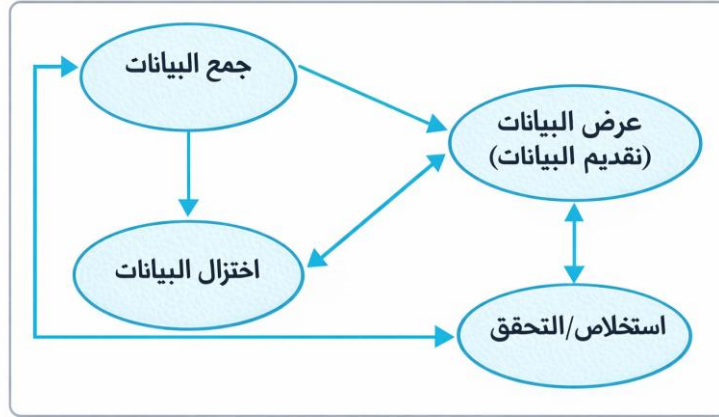 جمع البيانات
عرض البيانات
(نقديم البيانات)
اختزال البيانات
استخلاص/التحقق